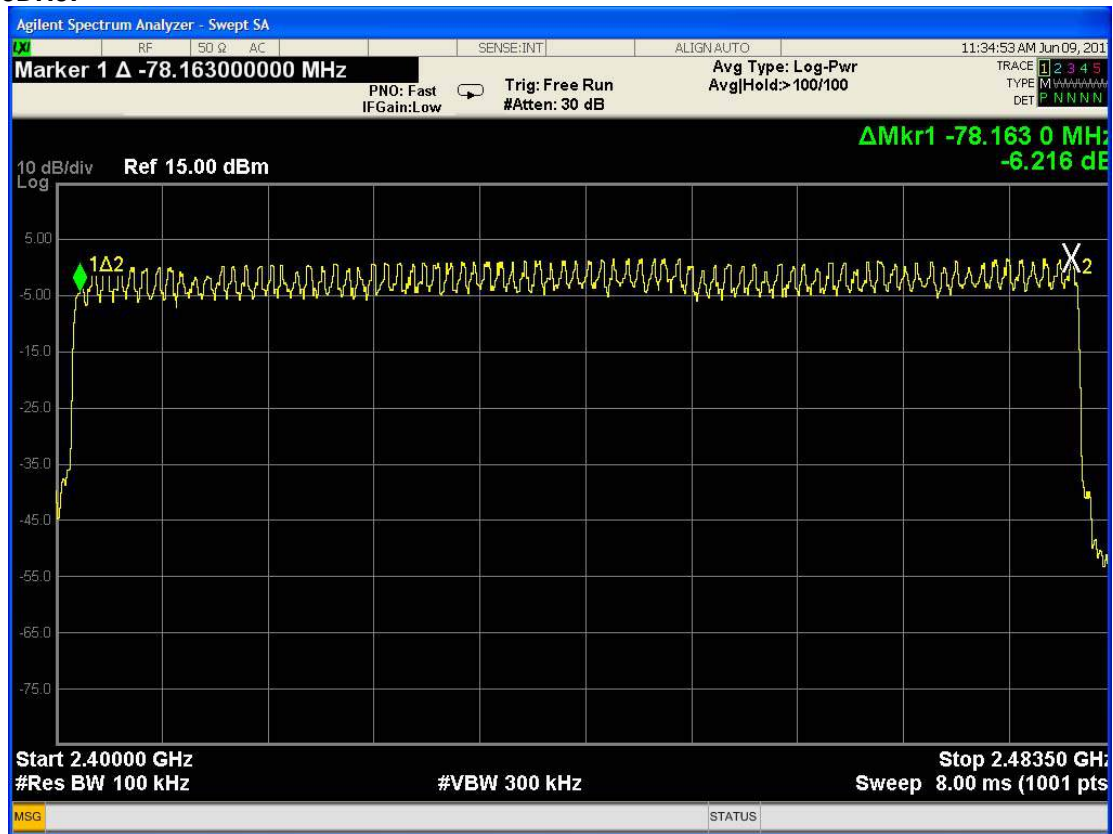 Agilent Spectrum Analyzer - Swept SA
LXI RF 50 Ω AC SENSE:INT ALIGN AUTO 11:34:53 AM Jun 09, 201
Marker 1 Δ -78.163000000 MHz
PNO: Fast
IFGain:Low
Trig: Free Run
#Atten: 30 dB
Avg Type: Log-Pwr
Avg|Hold:>100/100
TRACE 1 2 3 4 5
TYPE M
DET P N N N N
ΔMkr1 -78.163 0 MHz
-6.216 dB
10 dB/div Ref 15.00 dBm
Log
5.00
-5.00
-15.0
-25.0
-35.0
-45.0
-55.0
-65.0
-75.0
1Δ2
X2
Start 2.40000 GHz
#Res BW 100 kHz
#VBW 300 kHz
Stop 2.48350 GHz
Sweep 8.00 ms (1001 pts
MSG STATUS